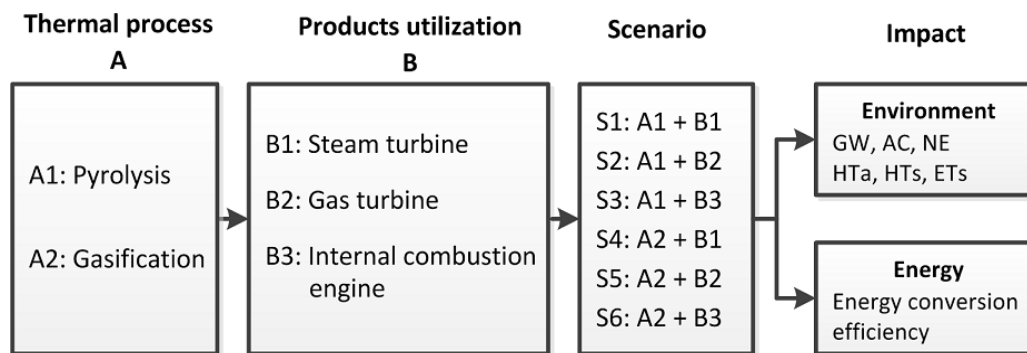 Thermal process
A
A1: Pyrolysis
A2: Gasification
Products utilization
B
B1: Steam turbine
B2: Gas turbine
B3: Internal combustion
engine
Scenario
S1: A1 + B1
S2: A1 + B2
S3: A1 + B3
S4: A2 + B1
S5: A2 + B2
S6: A2 + B3
Impact
Environment
GW, AC, NE
HTa, HTs, ETs
Energy
Energy conversion
efficiency